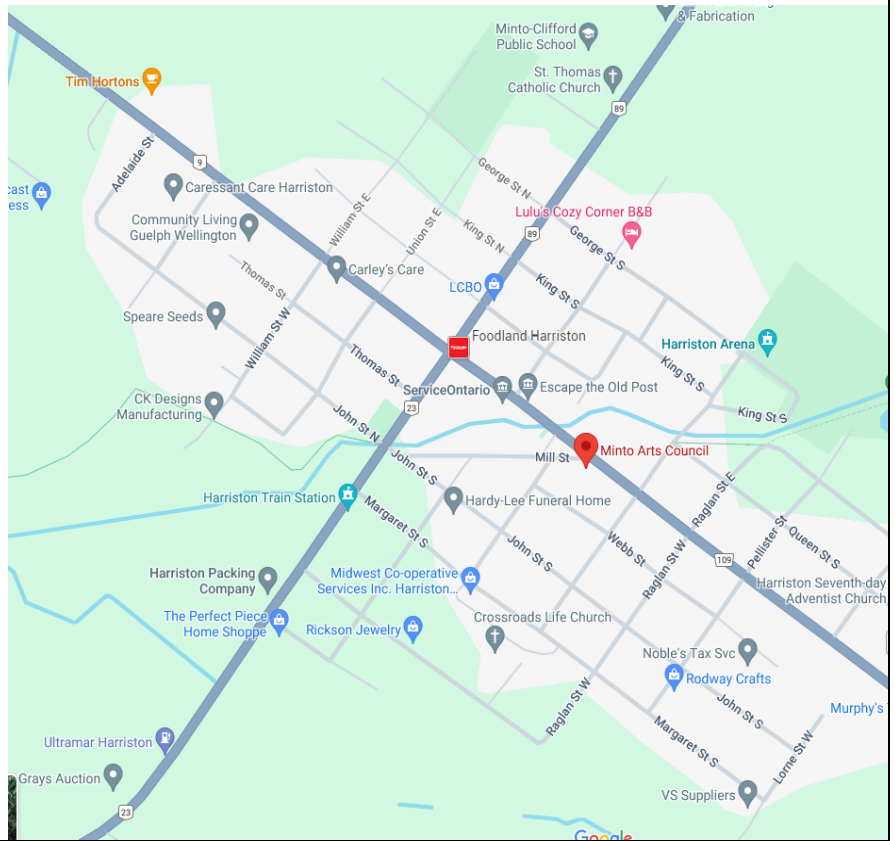 & Fabrication
Minto-Clifford
Public School
St. Thomas
Catholic Church
Tim Hortons
89
9
Adelaide St
George St N
cast
ess
Caressant Care Harriston
Lulu's Cozy Corner B&B
Community Living
Guelph Wellington
William St E
Union St E
King St N
89
George St S
Carley's Care
Thomas St
LCBO
King St S
Speare Seeds
William St W
Foodland Harriston
Harriston Arena
Thomas St
King St S
ServiceOntario
Escape the Old Post
CK Designs
Manufacturing
23
King St S
John St N
Mill St
Minto Arts Council
John St S
Harriston Train Station
Hardy-Lee Funeral Home
Raglan St E
Margaret St S
Pellister St
Queen St S
John St S
Webb St
109
Raglan St W
Harriston Packing
Company
Midwest Co-operative
Services Inc. Harriston...
Harriston Seventh-day
Adventist Church
The Perfect Piece
Home Shoppe
Rickson Jewelry
Crossroads Life Church
Noble's Tax Svc
Rodway Crafts
Raglan St W
John St S
Murphy's
Margaret St S
Ultramar Harriston
Lorne St W
Grays Auction
VS Suppliers
23
Google